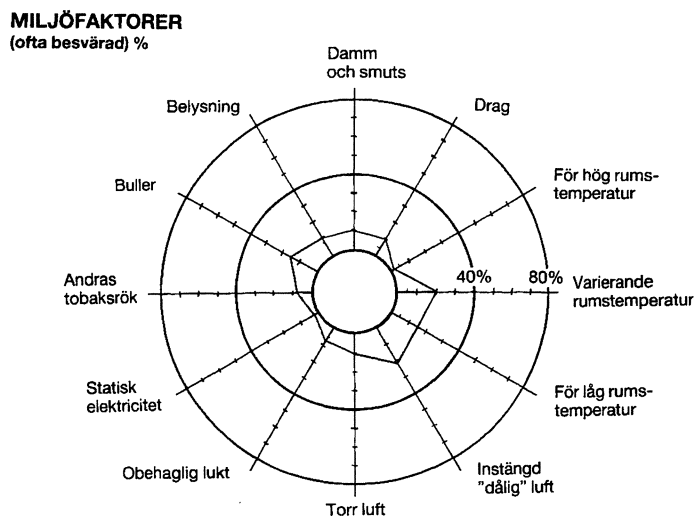 MILJÖFAKTORER
(ofta besvärad) %
Damm
och smuts
Drag
För hög rums-
temperatur
40% 80%
Varierande
rumstemperatur
För låg rums-
temperatur
Instängd
"dålig" luft
Torr luft
Obehaglig lukt
Statisk
elektricitet
Andras
tobaksrök
Buller
Belysning